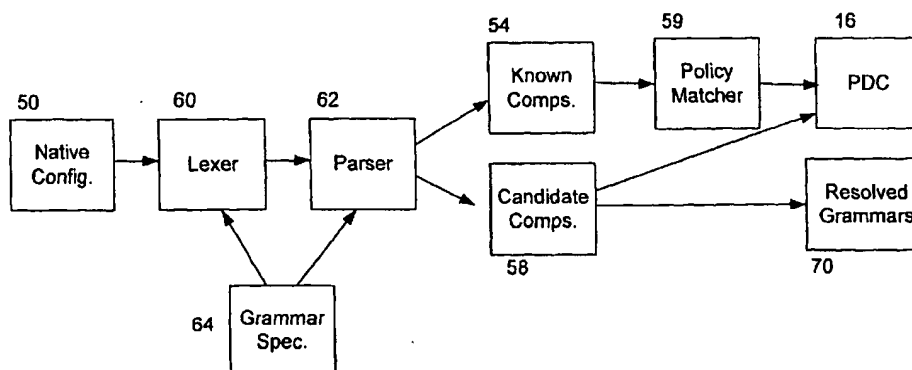 54
59
16
Known
Comps.
Policy
Matcher
PDC
50
60
62
Native
Config.
Lexer
Parser
Candidate
Comps.
Resolved
Grammars
58
70
64
Grammar
Spec.